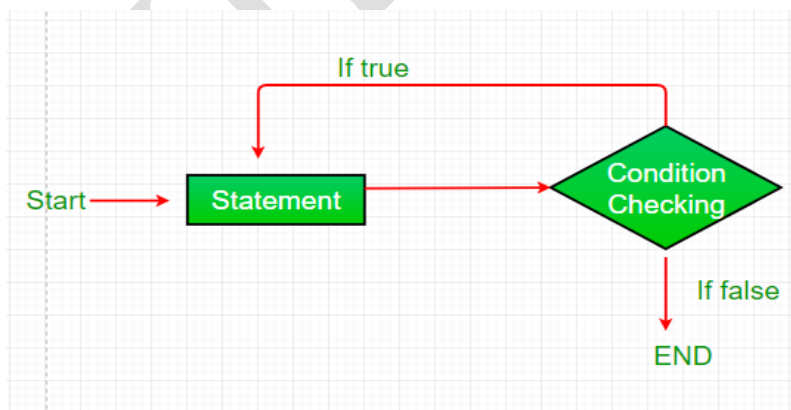 If true
Start
Statement
Condition
Checking
If false
END